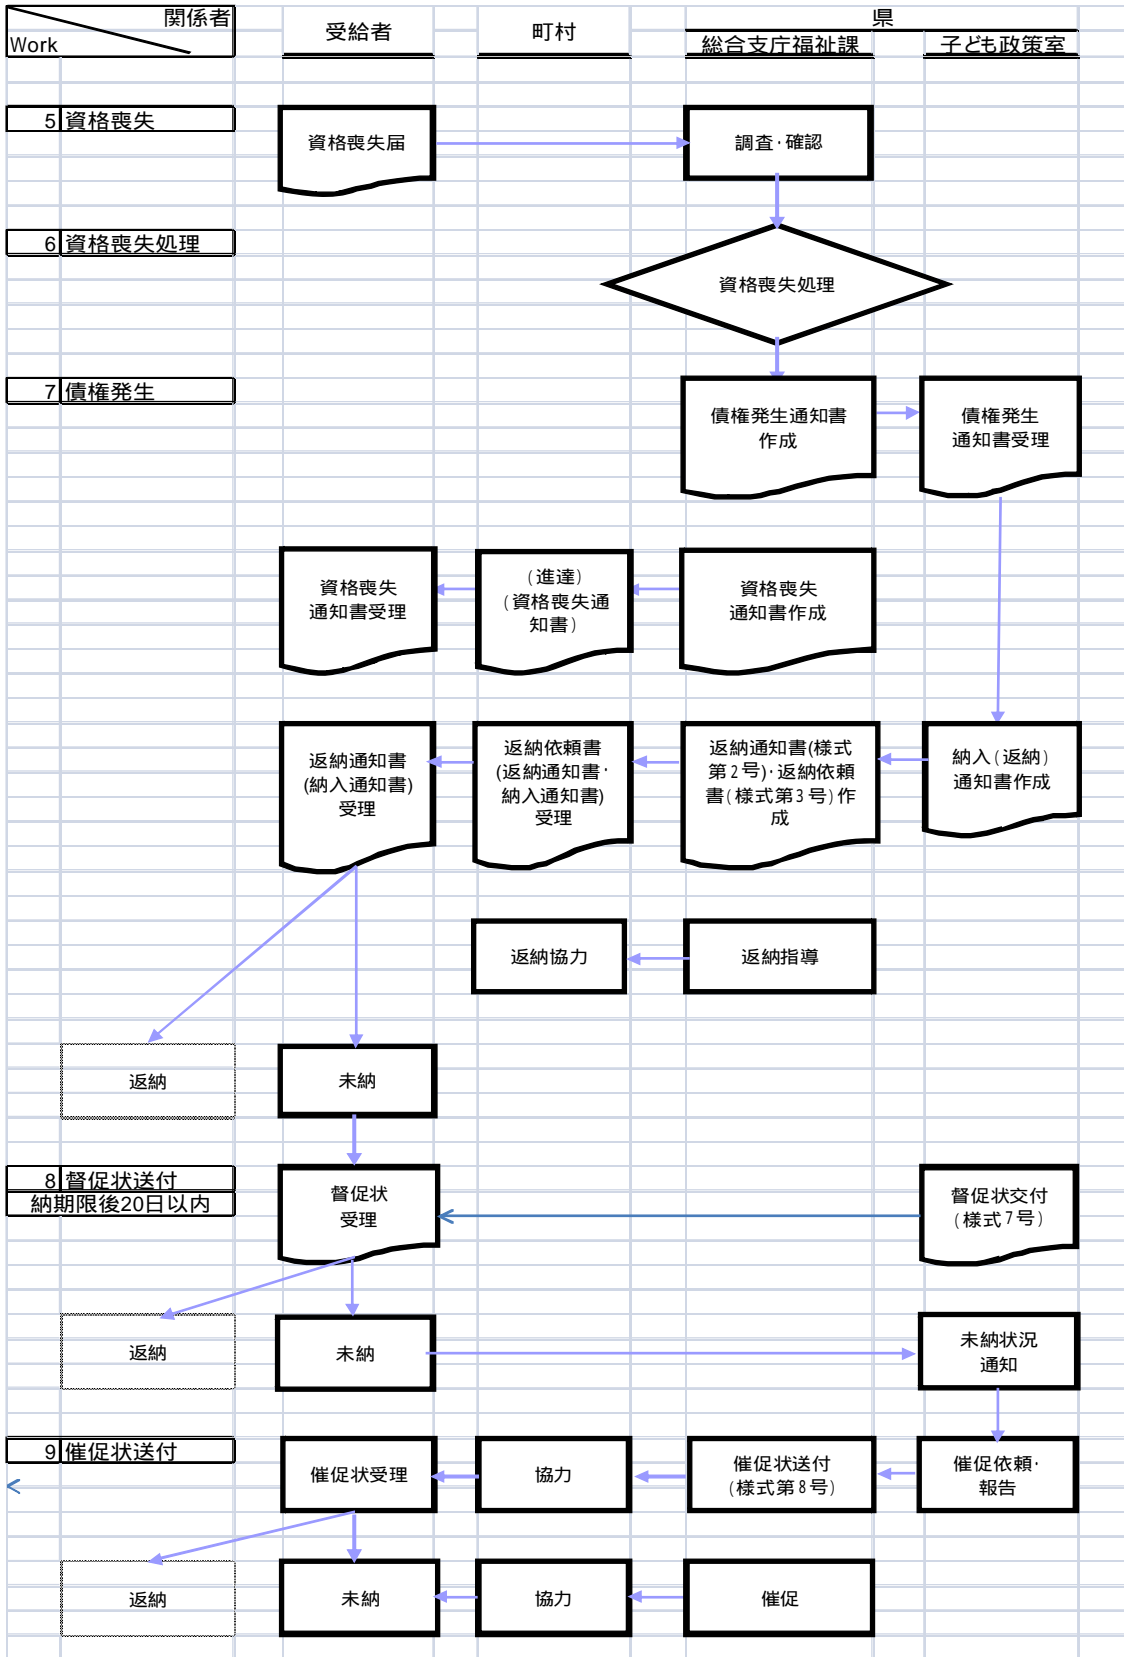 関係者
Work
受給者
町村
県
総合支庁福祉課
子ども政策室
5 資格喪失
資格喪失届
調査・確認
6 資格喪失処理
資格喪失処理
7 債権発生
債権発生通知書
作成
債権発生
通知書受理
資格喪失
通知書受理
(進達)
(資格喪失通
知書)
資格喪失
通知書作成
返納通知書
(納入通知書)
受理
返納依頼書
(返納通知書・
納入通知書)
受理
返納通知書(様式
第2号)・返納依頼
書(様式第3号)作
成
納入(返納)
通知書作成
返納協力
返納指導
返納
未納
8 督促状送付
納期限後20日以内
督促状
受理
督促状交付
(様式7号)
返納
未納
未納状況
通知
9 催促状送付
催促状受理
協力
催促状送付
(様式第8号)
催促依頼・
報告
返納
未納
協力
催促